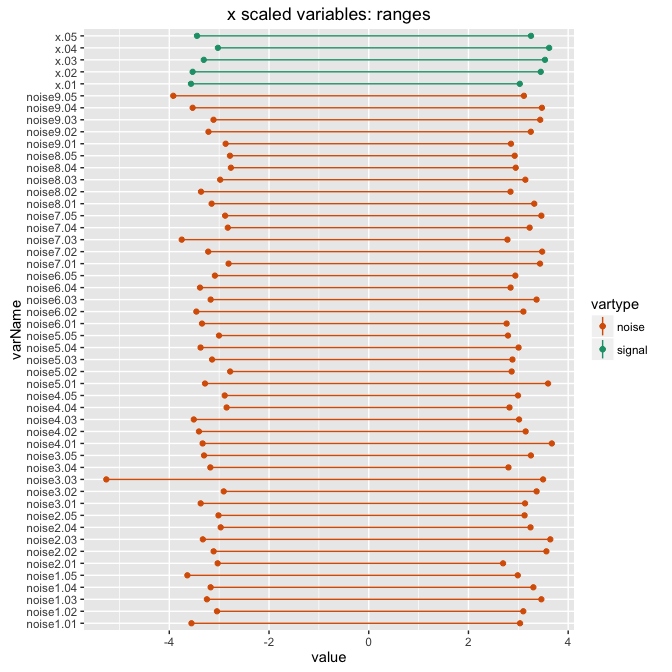 x scaled variables: ranges
x.05
x.04
x.03
x.02
x.01
noise9.05
noise9.04
noise9.03
noise9.02
noise9.01
noise8.05
noise8.04
noise8.03
noise8.02
noise8.01
noise7.05
noise7.04
noise7.03
noise7.02
noise7.01
noise6.05
noise6.04
noise6.03
noise6.02
noise6.01
noise5.05
noise5.04
noise5.03
noise5.02
noise5.01
noise4.05
noise4.04
noise4.03
noise4.02
noise4.01
noise3.05
noise3.04
noise3.03
noise3.02
noise3.01
noise2.05
noise2.04
noise2.03
noise2.02
noise2.01
noise1.05
noise1.04
noise1.03
noise1.02
noise1.01
varName
-4 -2 0 2 4
value
vartype
noise
signal